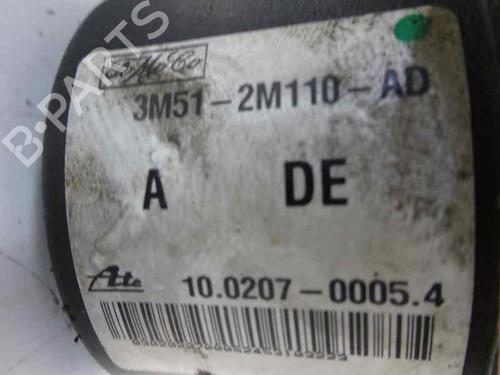 FoMoCo
3M51-2M110-AD
A DE
Ate
10.0207-0005.4
B-PARTS